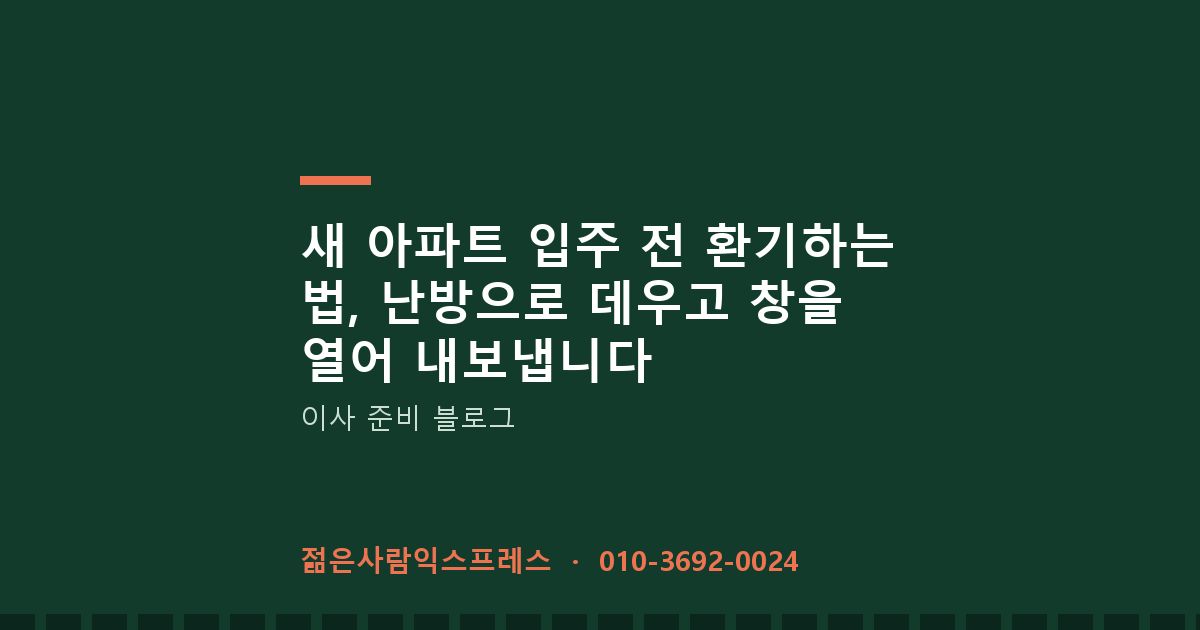 새 아파트 입주 전 환기하는
법, 난방으로 데우고 창을
열어 내보냅니다
이사 준비 블로그
젊은사람익스프레스 · 010-3692-0024